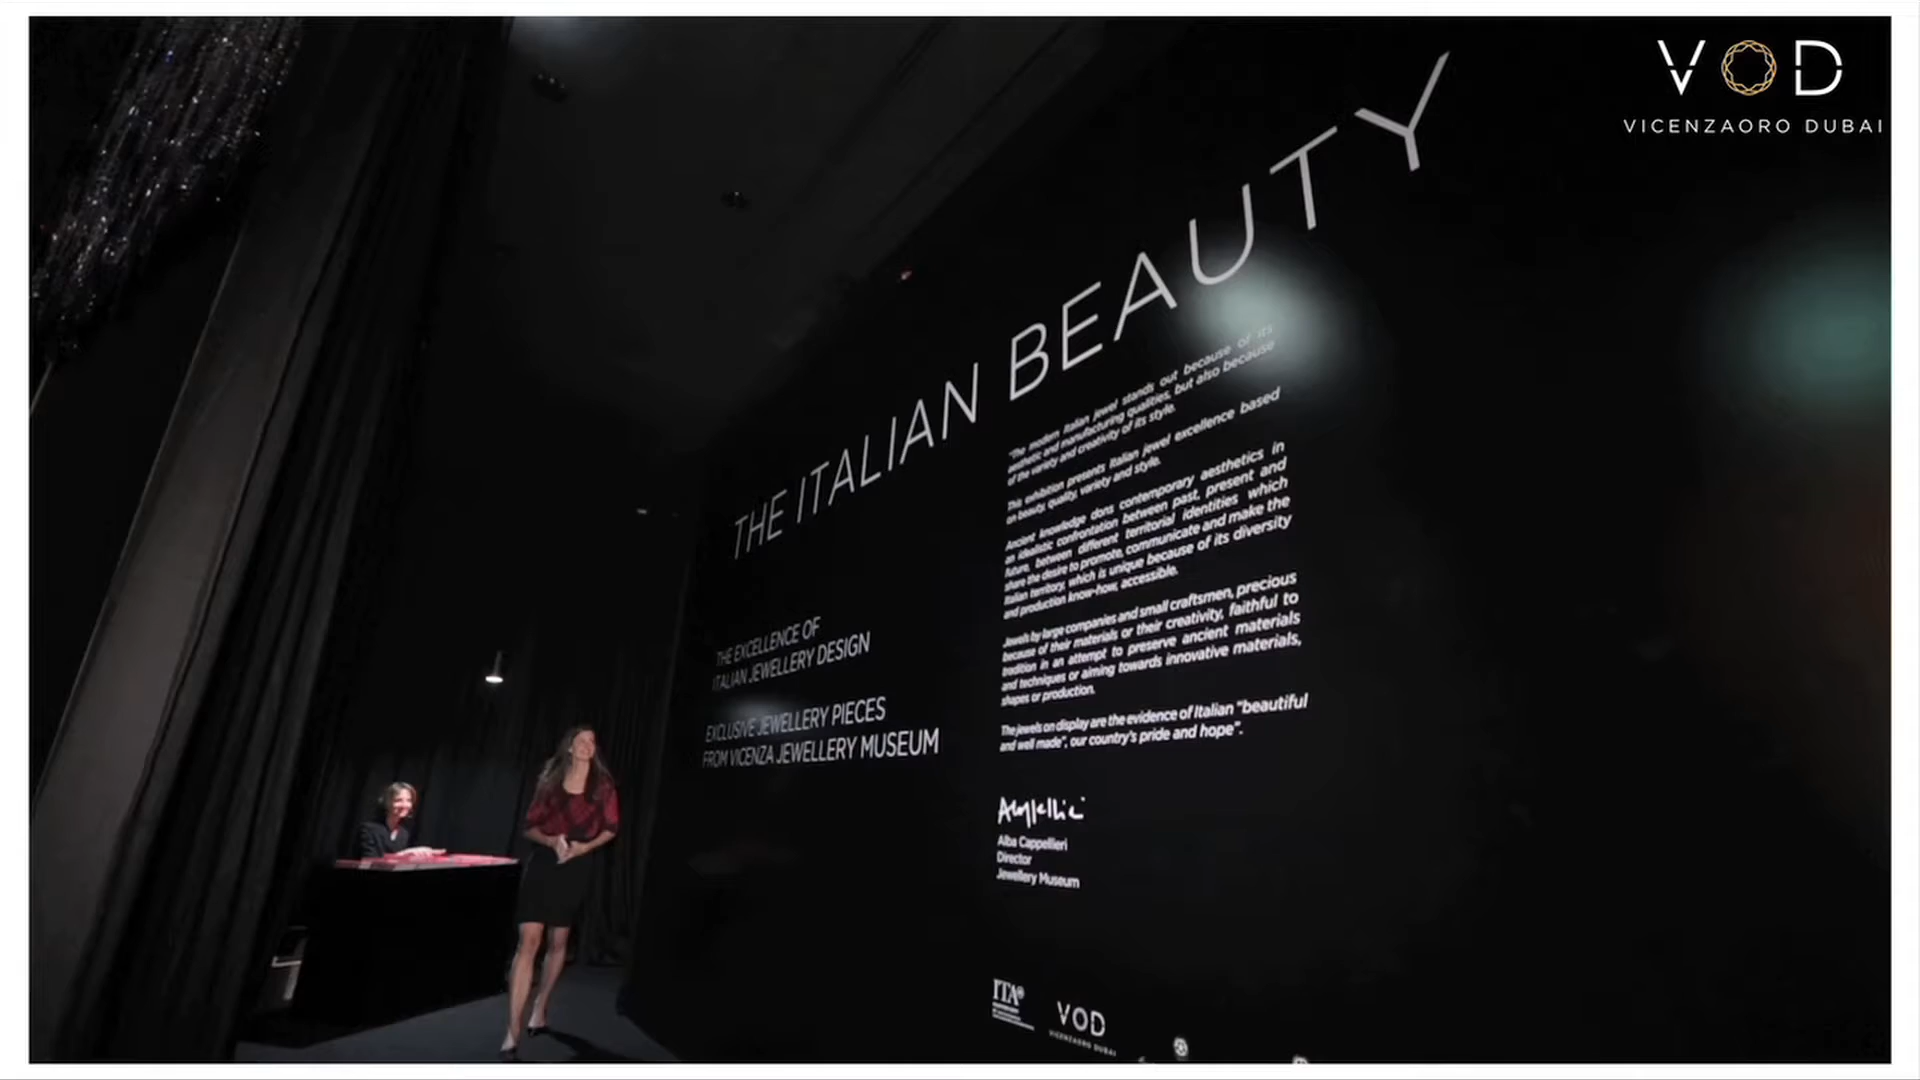 VOD
VICENZAORO DUBAI
THE ITALIAN BEAUTY
THE EXCELLENCE OF
ITALIAN JEWELLERY DESIGN
EXCLUSIVE JEWELLERY PIECES
FROM VICENZA JEWELLERY MUSEUM
"The modern Italian jewel stands out because of its
aesthetic and manufacturing qualities, but also because
of the variety and creativity of its style.
This exhibition presents Italian jewel excellence based
on beauty, quality, variety and style.
Ancient knowledge dons contemporary aesthetics in
an idealistic confrontation between past, present and
future, between different territorial identities which
share the desire to promote, communicate and make the
Italian territory, which is unique because of its diversity
and production know-how, accessible.
Jewels by large companies and small craftsmen, precious
because of their materials or their creativity, faithful to
tradition in an attempt to preserve ancient materials
and techniques or aiming towards innovative materials,
shapes or production.
The jewels on display are the evidence of Italian "beautiful
and well made", our country's pride and hope".
Alba Cappellieri
Director
Jewellery Museum
ITA
VOD
VICENZAORO DUBAI